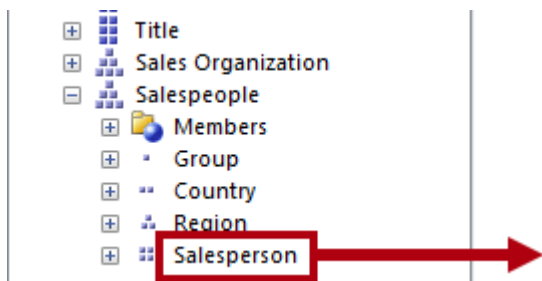 Title
Sales Organization
Salespeople
Members
Group
Country
Region
Salesperson